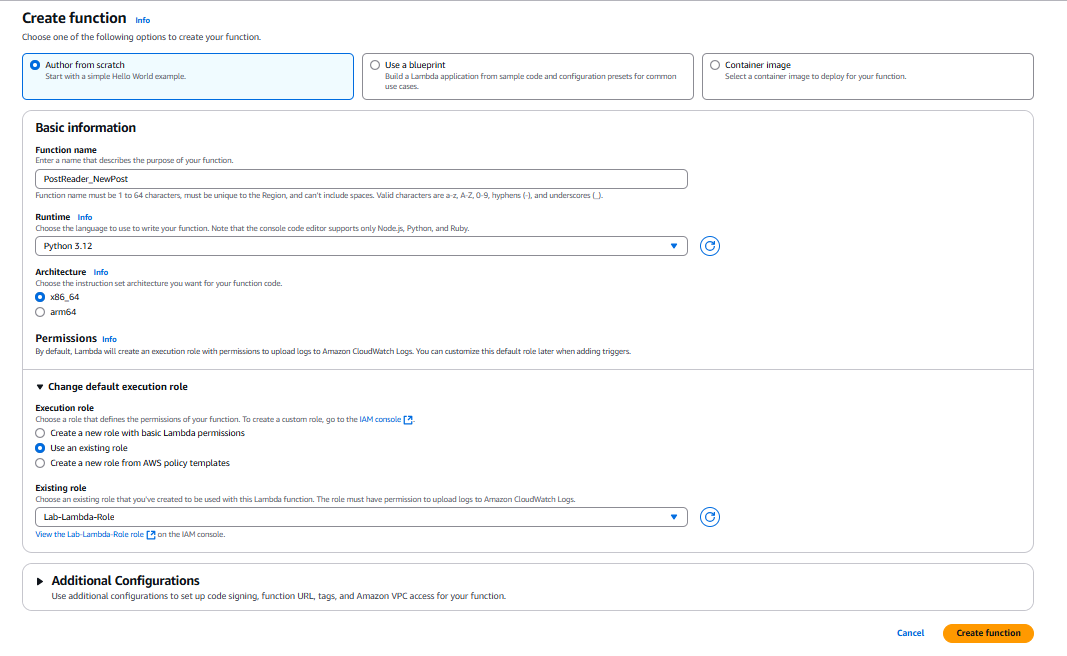 Create function Info
Choose one of the following options to create your function.
Author from scratch
Start with a simple Hello World example.
Use a blueprint
Build a Lambda application from sample code and configuration presets for common
use cases.
Container image
Select a container image to deploy for your function.
Basic information
Function name
Enter a name that describes the purpose of your function.
PostReader_NewPost
Function name must be 1 to 64 characters, must be unique to the Region, and can't include spaces. Valid characters are a-z, A-Z, 0-9, hyphens (-), and underscores (_).
Runtime Info
Choose the language to use to write your function. Note that the console code editor supports only Node.js, Python, and Ruby.
Python 3.12
Architecture Info
Choose the instruction set architecture you want for your function code.
x86_64
arm64
Permissions Info
By default, Lambda will create an execution role with permissions to upload logs to Amazon CloudWatch Logs. You can customize this default role later when adding triggers.
Change default execution role
Execution role
Choose a role that defines the permissions of your function. To create a custom role, go to the IAM console.
Create a new role with basic Lambda permissions
Use an existing role
Create a new role from AWS policy templates
Existing role
Choose an existing role that you've created to be used with this Lambda function. The role must have permission to upload logs to Amazon CloudWatch Logs.
Lab-Lambda-Role
View the Lab-Lambda-Role role on the IAM console.
Additional Configurations
Use additional configurations to set up code signing, function URL, tags, and Amazon VPC access for your function.
Cancel
Create function